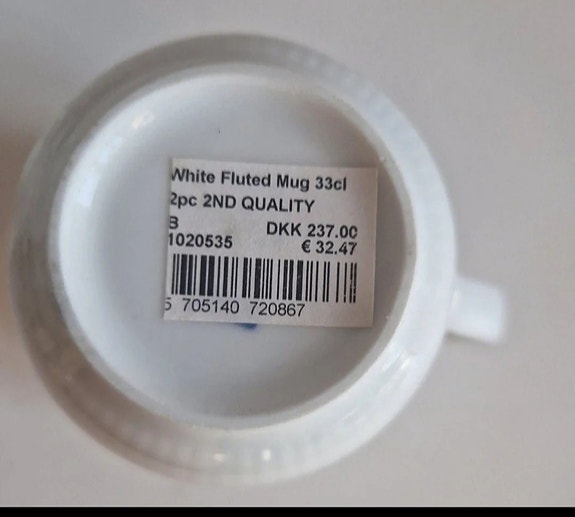 White Fluted Mug 33cl
2pc 2ND QUALITY
B DKK 237.00
1020535 € 32.47
5 705140 720867